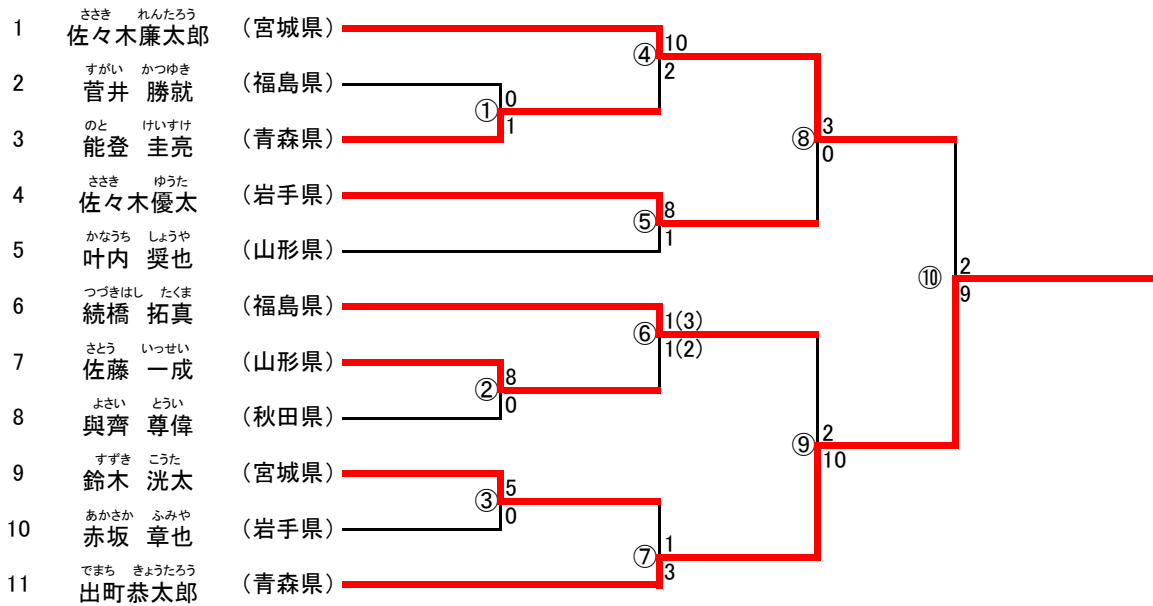 ささき れんたろう
1 佐々木廉太郎 (宮城県)
④ 10
2
すがい かつゆき
2 菅井 勝就 (福島県)
① 0
1
のと けいすけ
3 能登 圭亮 (青森県)
⑧ 3
0
ささき ゆうた
4 佐々木優太 (岩手県)
⑤ 8
1
かなうち しょうや
5 叶内 奨也 (山形県)
⑩ 2
9
つづきはし たくま
6 続橋 拓真 (福島県)
⑥ 1(3)
1(2)
さとう いっせい
7 佐藤 一成 (山形県)
② 8
0
よさい とうい
8 與齊 尊偉 (秋田県)
⑨ 2
10
すずき こうた
9 鈴木 洸太 (宮城県)
③ 5
0
あかさか ふみや
10 赤坂 章也 (岩手県)
⑦ 1
3
でまち きょうたろう
11 出町恭太郎 (青森県)